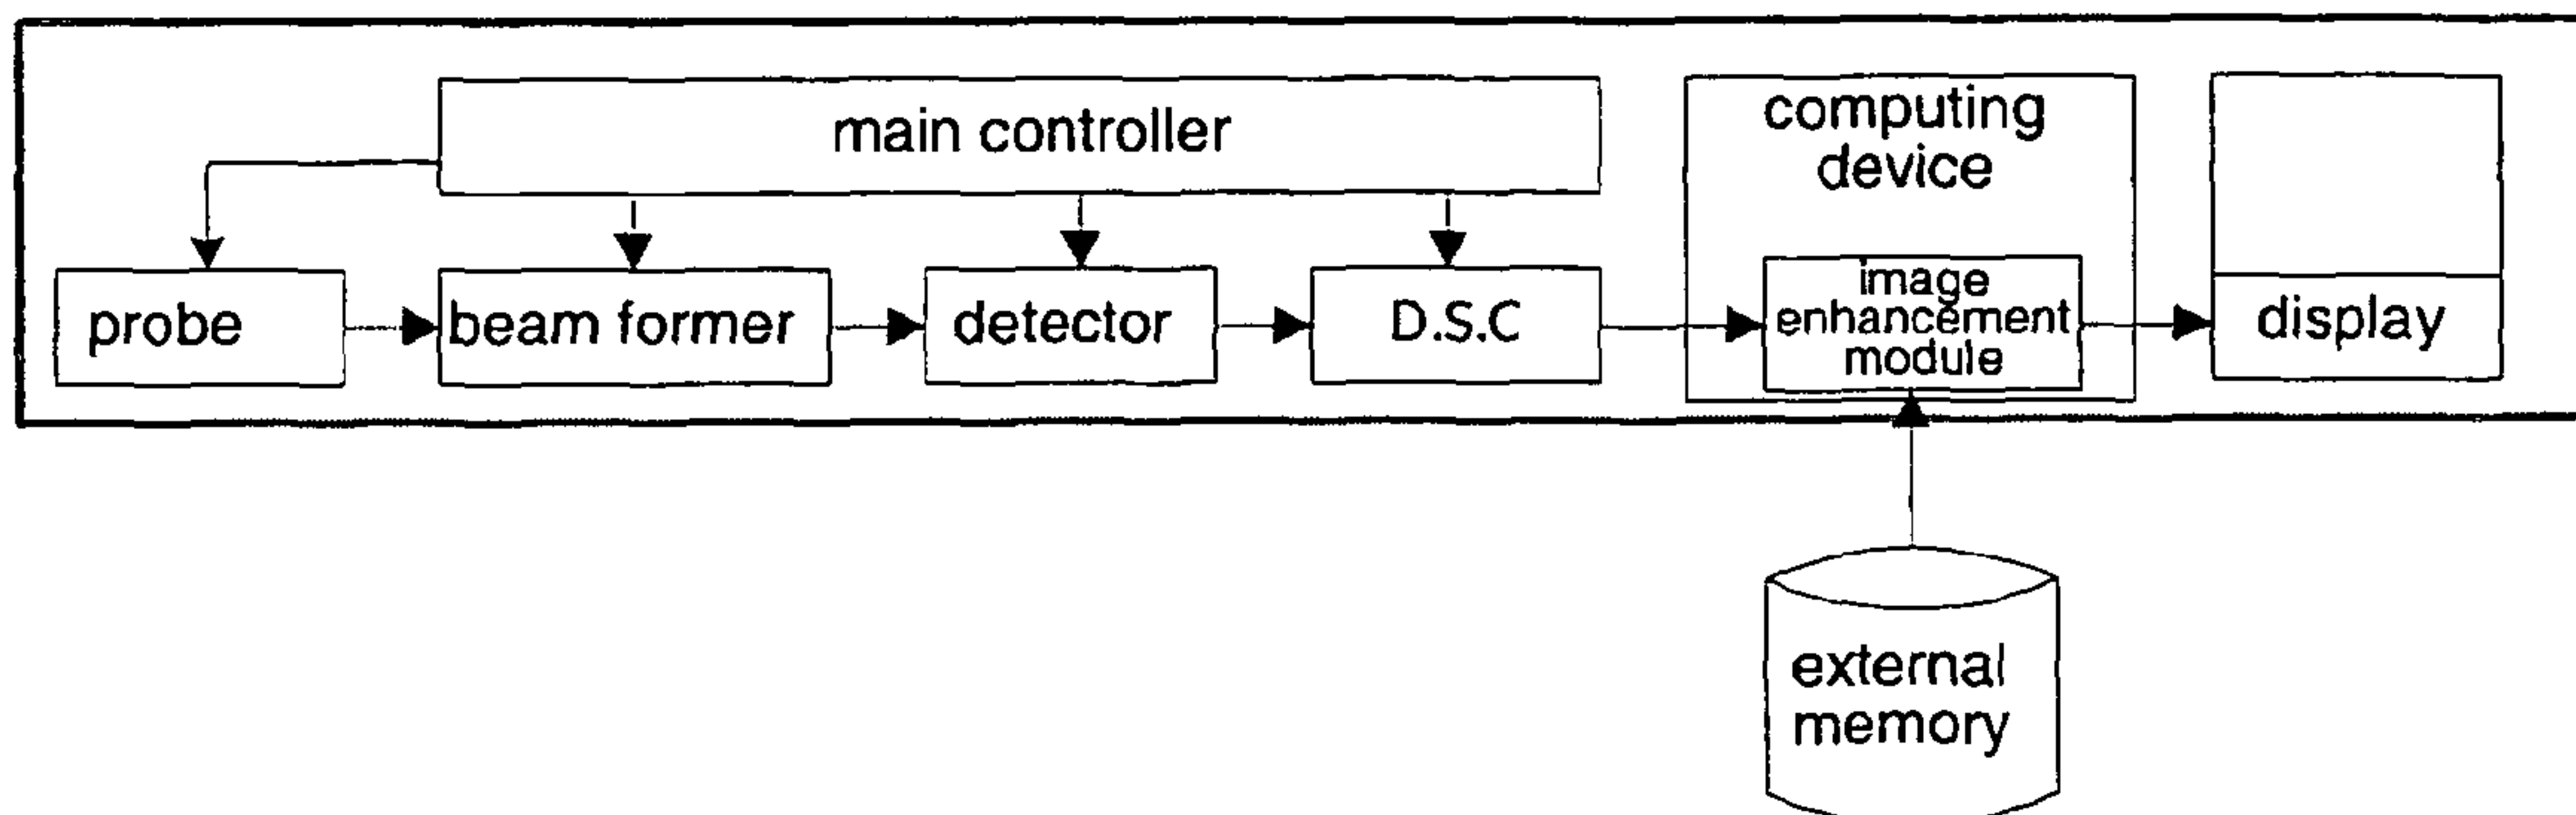 main controller
computing
device
probe
beam former
detector
D.S.C
image
enhancement
module
display
external
memory